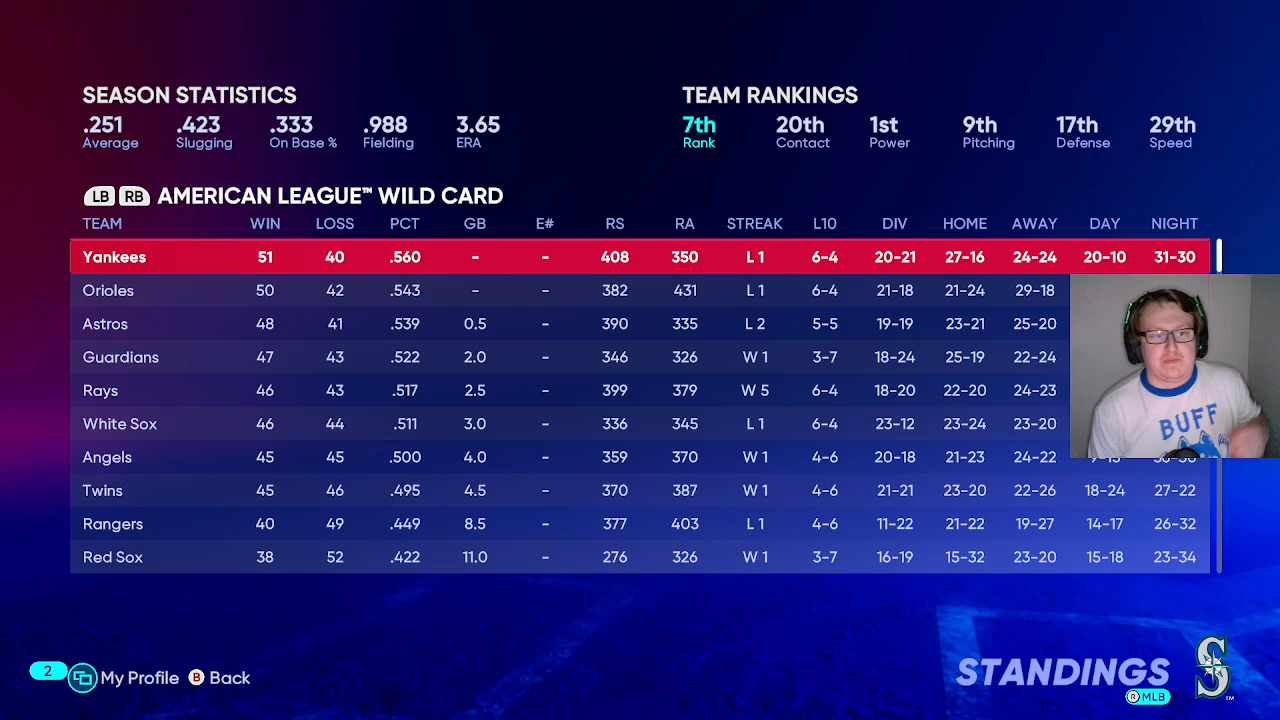 SEASON STATISTICS
.251 .423 .333 .988 3.65
Average Slugging On Base % Fielding ERA
TEAM RANKINGS
7th 20th 1st 9th 17th 29th
Rank Contact Power Pitching Defense Speed
LB RB AMERICAN LEAGUE™ WILD CARD
TEAM WIN LOSS PCT GB E# RS RA STREAK L10 DIV HOME AWAY DAY NIGHT
Yankees 51 40 .560 - - 408 350 L 1 6-4 20-21 27-16 24-24 20-10 31-30
Orioles 50 42 .543 - - 382 431 L 1 6-4 21-18 21-24 29-18
Astros 48 41 .539 0.5 - 390 335 L 2 5-5 19-19 23-21 25-20
Guardians 47 43 .522 2.0 - 346 326 W 1 3-7 18-24 25-19 22-24
Rays 46 43 .517 2.5 - 399 379 W 5 6-4 18-20 22-20 24-23
White Sox 46 44 .511 3.0 - 336 345 L 1 6-4 23-12 23-24 23-20
Angels 45 45 .500 4.0 - 359 370 W 1 4-6 20-18 21-23 24-22
Twins 45 46 .495 4.5 - 370 387 W 1 4-6 21-21 23-20 22-26 18-24 27-22
Rangers 40 49 .449 8.5 - 377 403 L 1 4-6 11-22 21-22 19-27 14-17 26-32
Red Sox 38 52 .422 11.0 - 276 326 W 1 3-7 16-19 15-32 23-20 15-18 23-34
BUFF
2 My Profile B Back
STANDINGS S™
R MLB